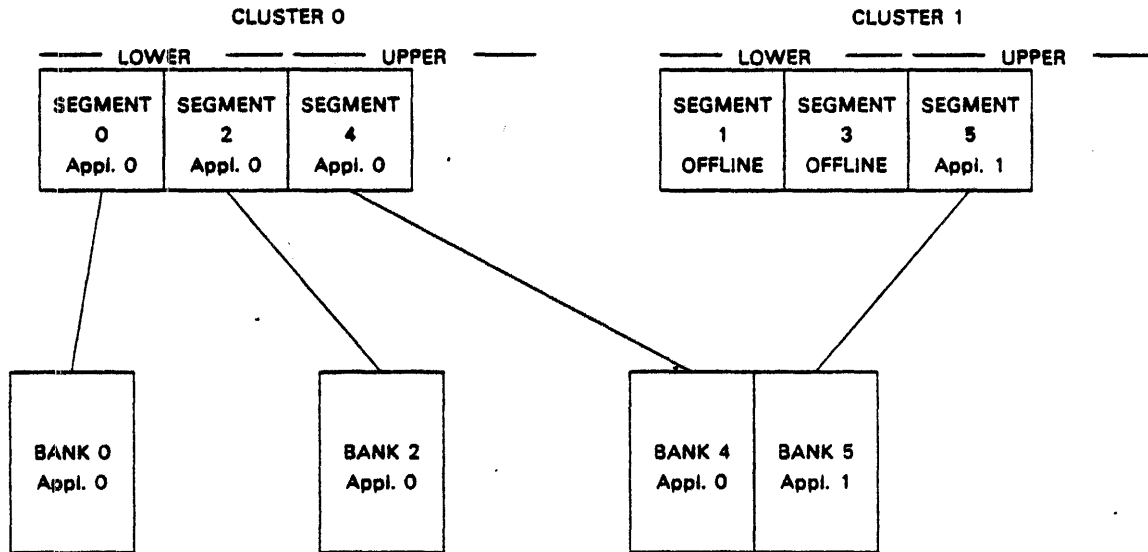 CLUSTER 0
CLUSTER 1
LOWER UPPER
LOWER UPPER
SEGMENT
0
Appl. 0
SEGMENT
2
Appl. 0
SEGMENT
4
Appl. 0
SEGMENT
1
OFFLINE
SEGMENT
3
OFFLINE
SEGMENT
5
Appl. 1
BANK 0
Appl. 0
BANK 2
Appl. 0
BANK 4
Appl. 0
BANK 5
Appl. 1